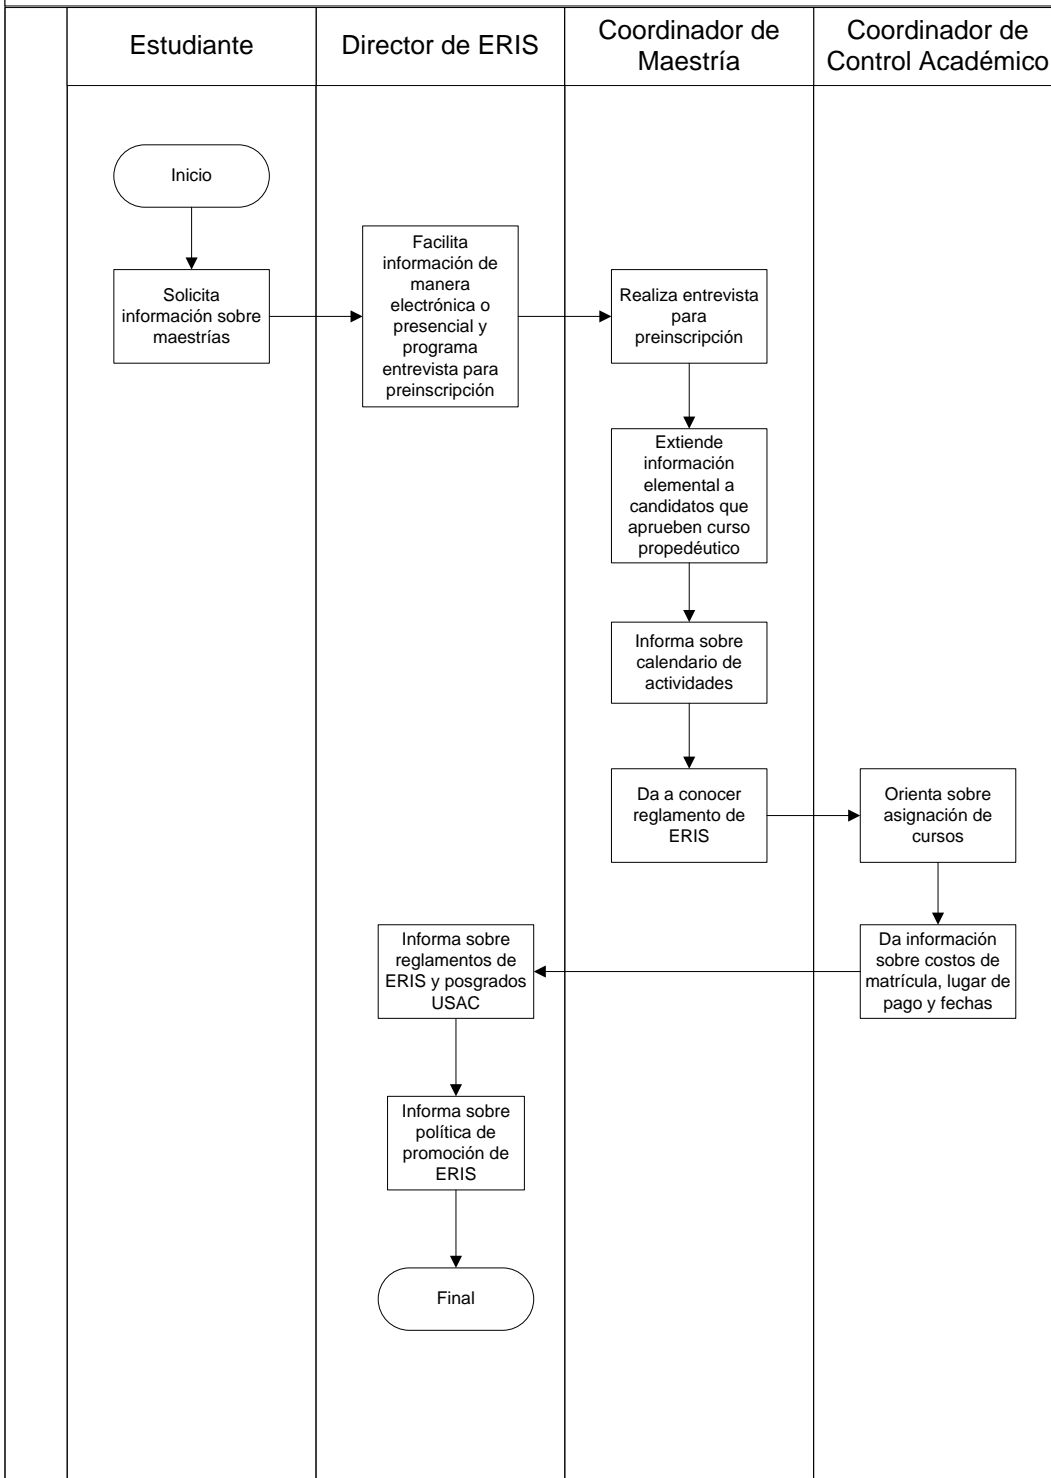 Estudiante
Director de ERIS
Coordinador de
Maestría
Coordinador de
Control Académico
Inicio
Solicita
información sobre
maestrías
Facilita
información de
manera
electrónica o
presencial y
programa
entrevista para
preinscripción
Realiza entrevista
para
preinscripción
Extiende
información
elemental a
candidatos que
aprueben curso
propedéutico
Informa sobre
calendario de
actividades
Da a conocer
reglamento de
ERIS
Orienta sobre
asignación de
cursos
Da información
sobre costos de
matrícula, lugar de
pago y fechas
Informa sobre
reglamentos de
ERIS y posgrados
USAC
Informa sobre
política de
promoción de
ERIS
Final